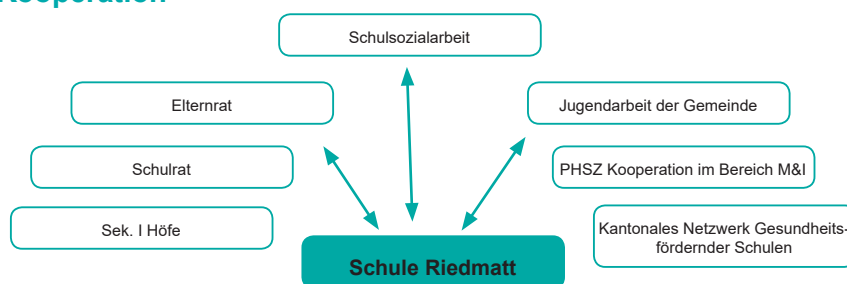 Kooperation
Schulsozialarbeit
Elternrat
Jugendarbeit der Gemeinde
Schulrat
PHSZ Kooperation im Bereich M&I
Sek. I Höfe
Kantonales Netzwerk Gesundheits-
fördernder Schulen
Schule Riedmatt